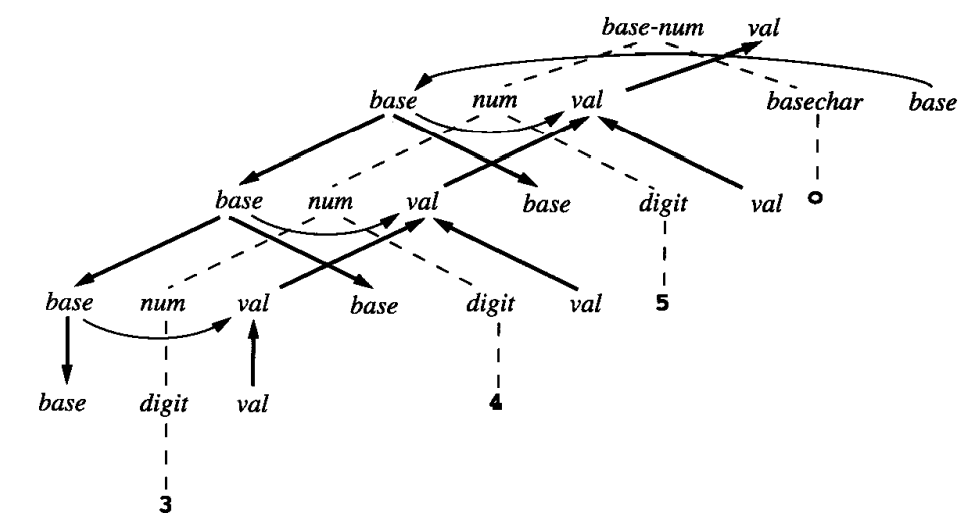 base-num val
base num val basechar base
base num val base digit val o
base num val base digit val 5
base digit val 4
3